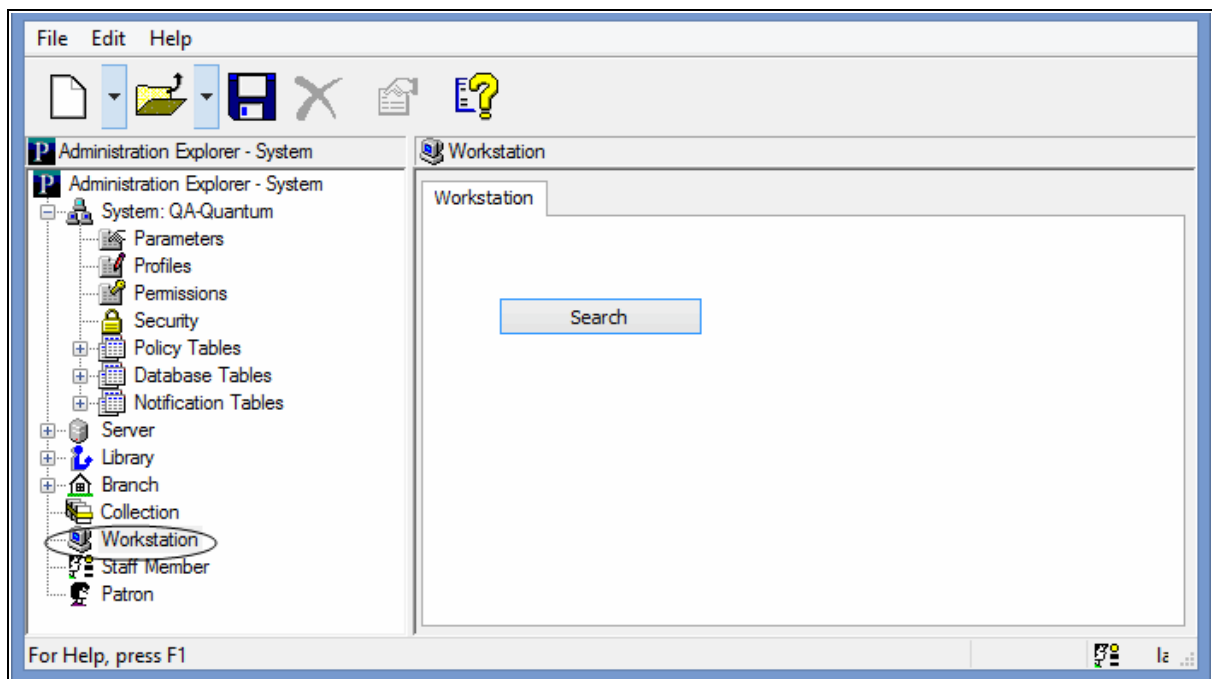 File Edit Help
Administration Explorer - System
Workstation
Administration Explorer - System
System: QA-Quantum
Parameters
Profiles
Permissions
Security
Policy Tables
Database Tables
Notification Tables
Server
Library
Branch
Collection
Workstation
Staff Member
Patron
Workstation
Search
For Help, press F1